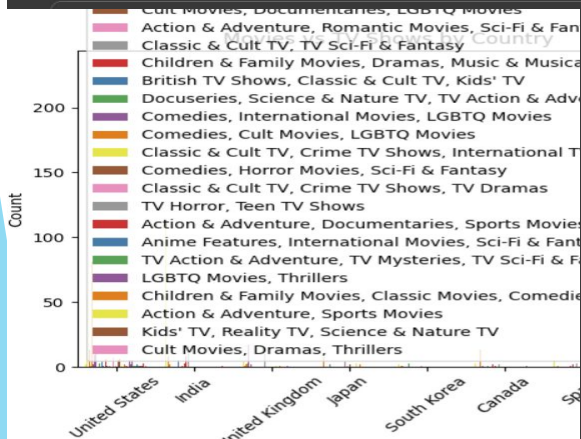 Cult Movies, Documentaries, LGBTQ Movies
Action & Adventure, Romantic Movies, Sci-Fi & Fan
Movies vs TV Shows by Country
Classic & Cult TV, TV Sci-Fi & Fantasy
Children & Family Movies, Dramas, Music & Musica
British TV Shows, Classic & Cult TV, Kids' TV
Docuseries, Science & Nature TV, TV Action & Adv
Comedies, International Movies, LGBTQ Movies
Comedies, Cult Movies, LGBTQ Movies
Classic & Cult TV, Crime TV Shows, International T
Comedies, Horror Movies, Sci-Fi & Fantasy
Classic & Cult TV, Crime TV Shows, TV Dramas
TV Horror, Teen TV Shows
Action & Adventure, Documentaries, Sports Movies
Anime Features, International Movies, Sci-Fi & Fant
TV Action & Adventure, TV Mysteries, TV Sci-Fi & F
LGBTQ Movies, Thrillers
Children & Family Movies, Classic Movies, Comedie
Action & Adventure, Sports Movies
Kids' TV, Reality TV, Science & Nature TV
Cult Movies, Dramas, Thrillers
200
150
100
50
0
Count
United States
India
United Kingdom
Japan
South Korea
Canada
Sp